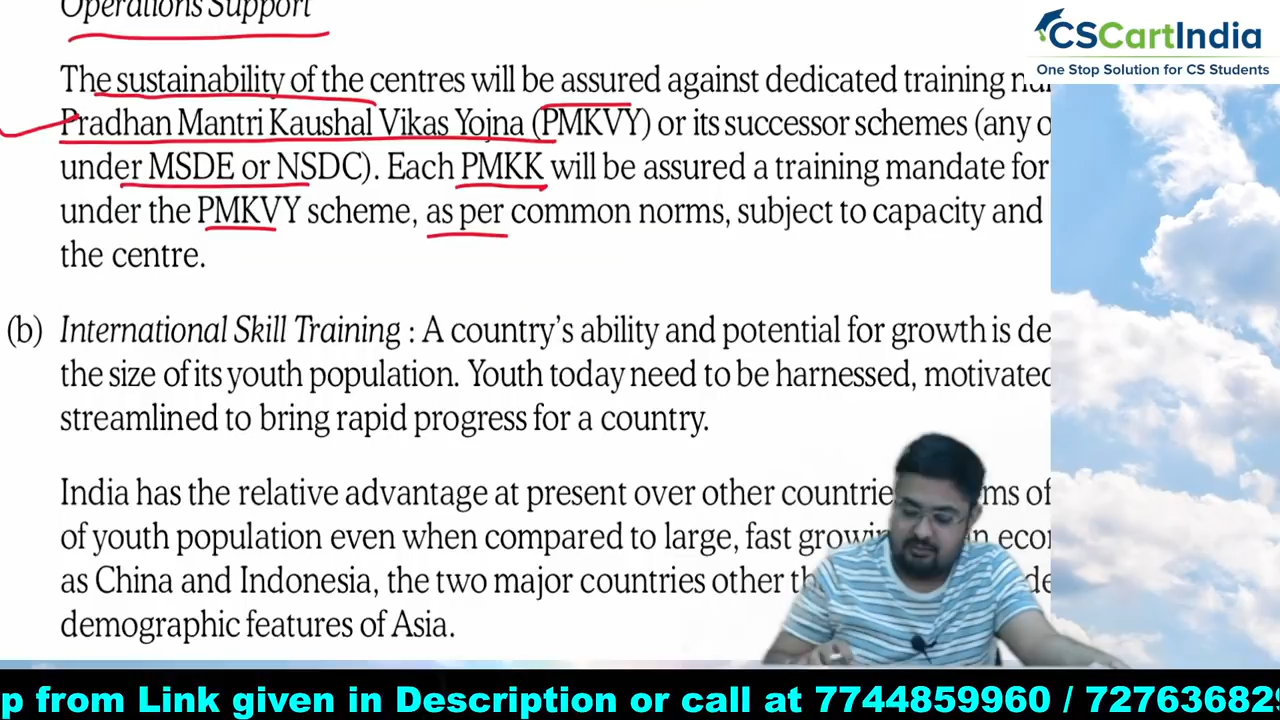 Operations Support
CSCartIndia
One Stop Solution for CS Students
The sustainability of the centres will be assured against dedicated training
Pradhan Mantri Kaushal Vikas Yojna (PMKVY) or its successor schemes (any
under MSDE or NSDC). Each PMKK will be assured a training mandate for
under the PMKVY scheme, as per common norms, subject to capacity and
the centre.
(b) International Skill Training : A country's ability and potential for growth is
the size of its youth population. Youth today need to be harnessed, motivated
streamlined to bring rapid progress for a country.
India has the relative advantage at present over other countries of
of youth population even when compared to large, fast growing
as China and Indonesia, the two major countries other
demographic features of Asia.
from Link given in Description or call at 7744859960 /